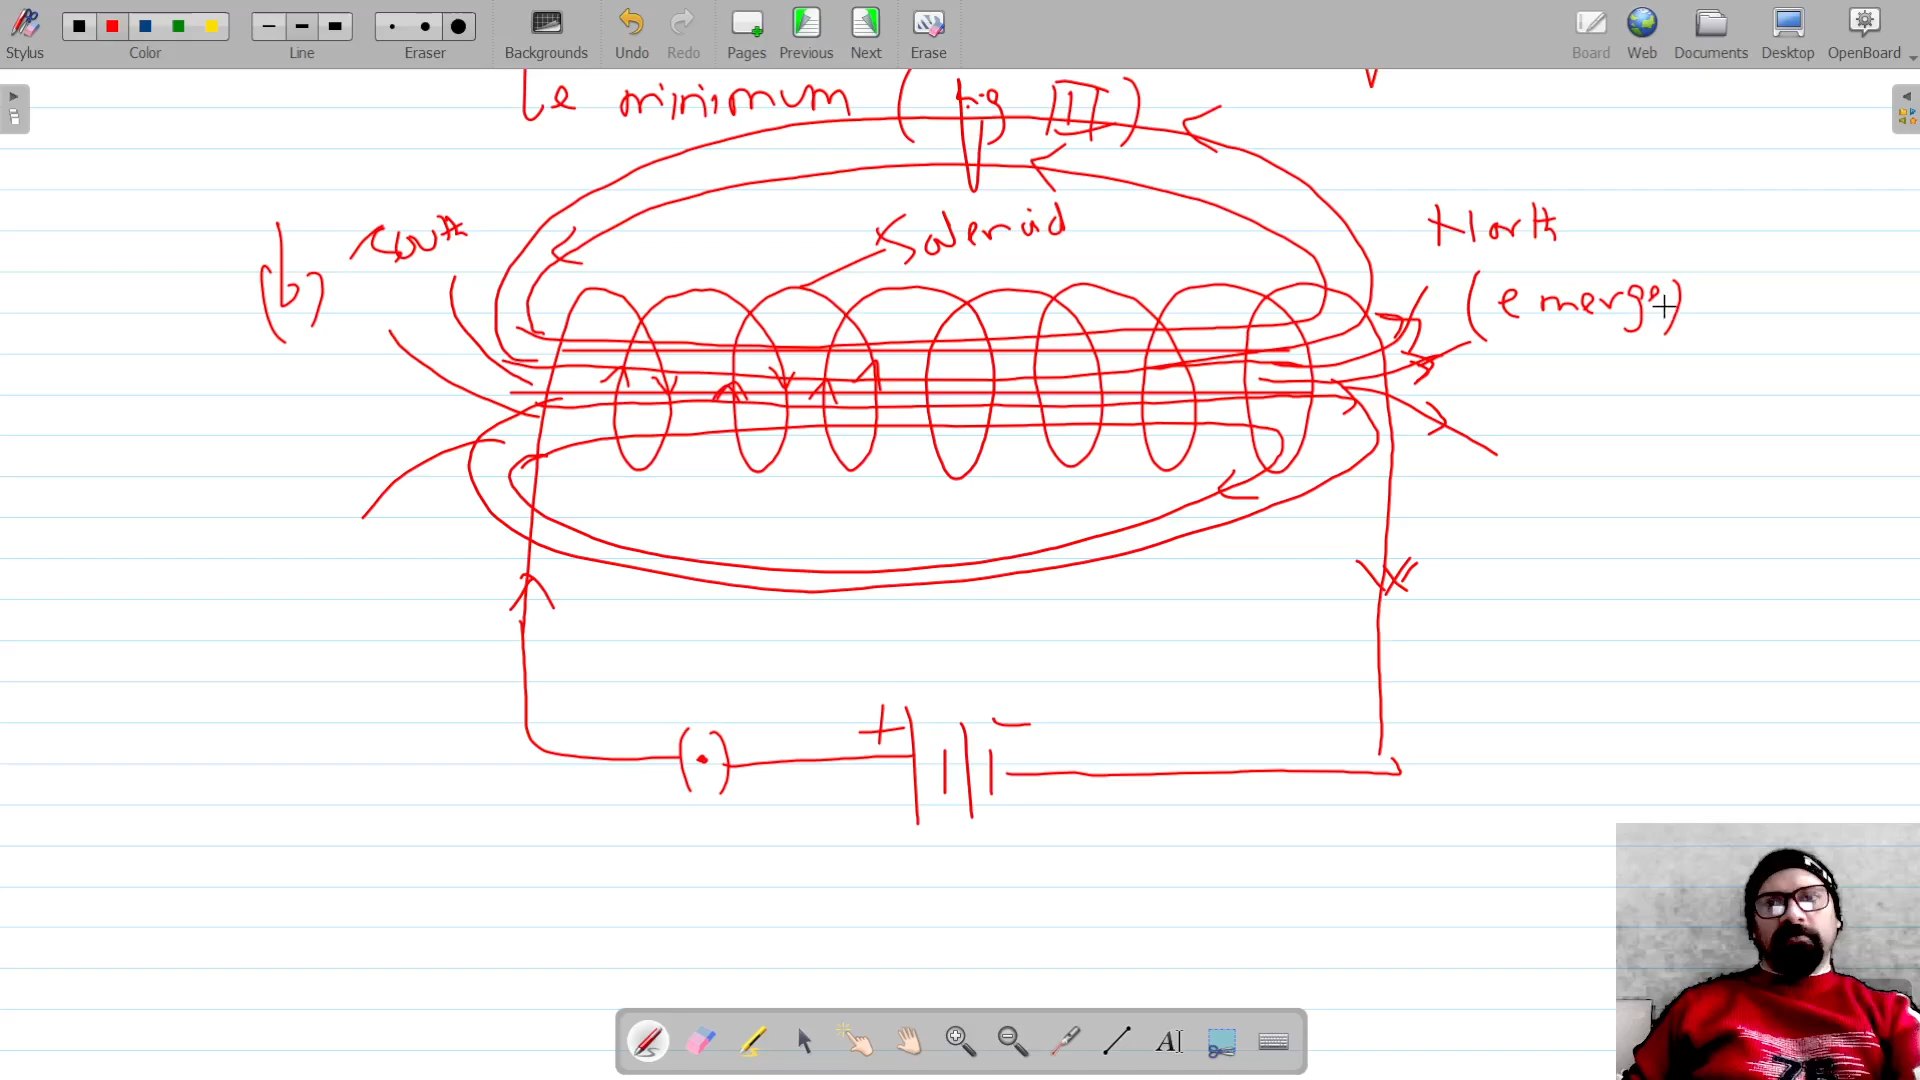 Stylus Color Line Eraser Backgrounds Undo Redo Pages Previous Next Erase Board Web Documents Desktop OpenBoard
be minimum (fig III)
(b) South Solenoid North
(emerge)
+ −
(·)